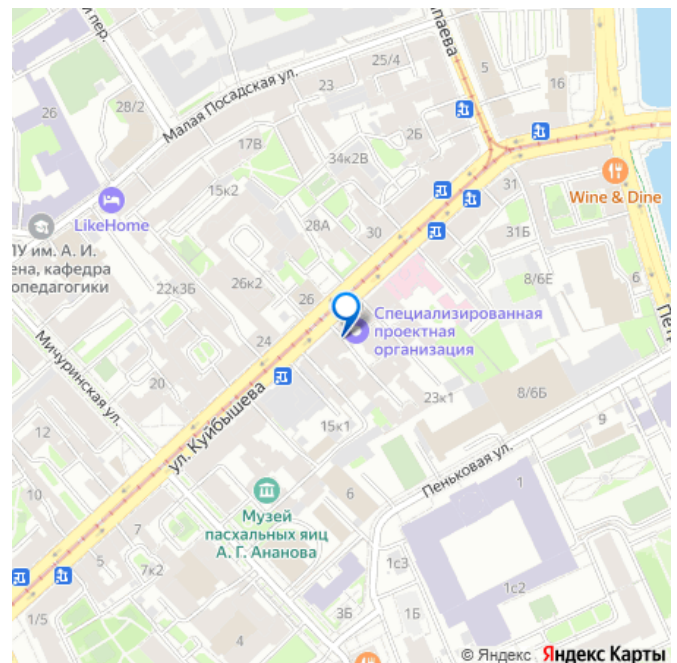 й пер.
паева
25/4
5
16
23
Малая Посадская ул.
26
28/2
17В
34к2В
2Б
15к2
31
Wine & Dine
LikeHome
28А
30
31Б
ПУ им. А. И.
ена, кафедра
опедагогики
26к2
8/6Е
6
22к3Б
26
Специализированная
проектная
организация
Петр
24
Мичуринская ул.
20
ул. Куйбышева
23к1
8/6Б
15к1
9
12
Пеньковая ул.
10
6
1
Музей
пасхальных яиц
А. Г. Ананова
7
5
7к2
1с3
1с2
1/5
3Б
1Б
4
© Яндекс Яндекс Карты